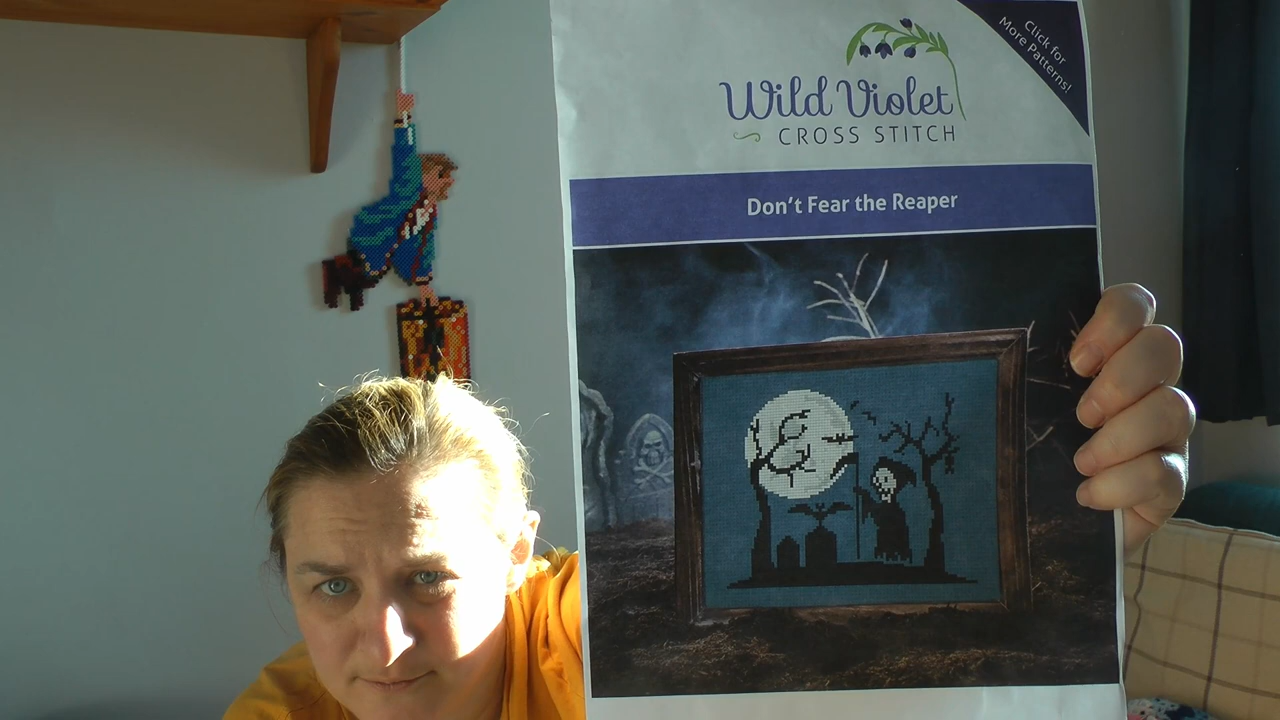 Wild Violet
CROSS STITCH
Click for
More Patterns!
Don't Fear the Reaper